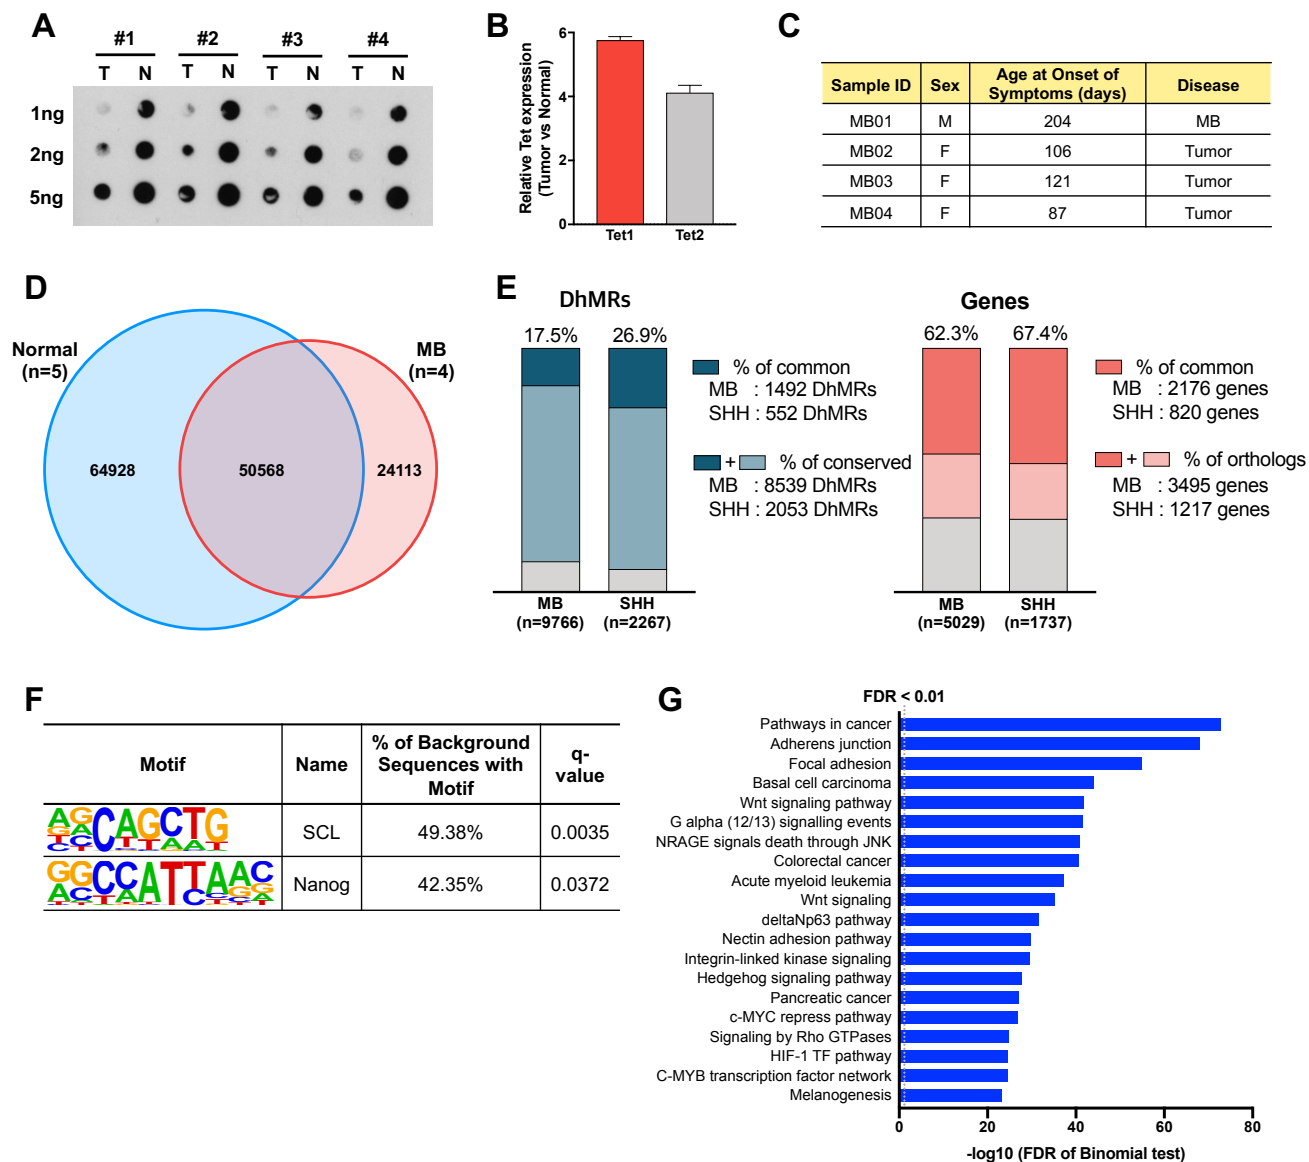 A
#1 #2 #3 #4
T N T N T N T N
1ng
2ng
5ng
B
Relative Tet expression
(Tumor vs Normal)
6
4
2
0
Tet1 Tet2
C
Sample ID Sex Age at Onset of Symptoms (days) Disease
MB01 M 204 MB
MB02 F 106 Tumor
MB03 F 121 Tumor
MB04 F 87 Tumor
D
Normal
(n=5)
MB
(n=4)
64928 50568 24113
E
DhMRs
17.5% 26.9%
% of common
MB : 1492 DhMRs
SHH : 552 DhMRs
+ % of conserved
MB : 8539 DhMRs
SHH : 2053 DhMRs
MB SHH
(n=9766) (n=2267)
Genes
62.3% 67.4%
% of common
MB : 2176 genes
SHH : 820 genes
+ % of orthologs
MB : 3495 genes
SHH : 1217 genes
MB SHH
(n=5029) (n=1737)
F
Motif Name % of Background Sequences with Motif q-value
SCL 49.38% 0.0035
Nanog 42.35% 0.0372
G
FDR < 0.01
Pathways in cancer
Adherens junction
Focal adhesion
Basal cell carcinoma
Wnt signaling pathway
G alpha (12/13) signalling events
NRAGE signals death through JNK
Colorectal cancer
Acute myeloid leukemia
Wnt signaling
deltaNp63 pathway
Nectin adhesion pathway
Integrin-linked kinase signaling
Hedgehog signaling pathway
Pancreatic cancer
c-MYC repress pathway
Signaling by Rho GTPases
HIF-1 TF pathway
C-MYB transcription factor network
Melanogenesis
0 20 40 60 80
-log10 (FDR of Binomial test)